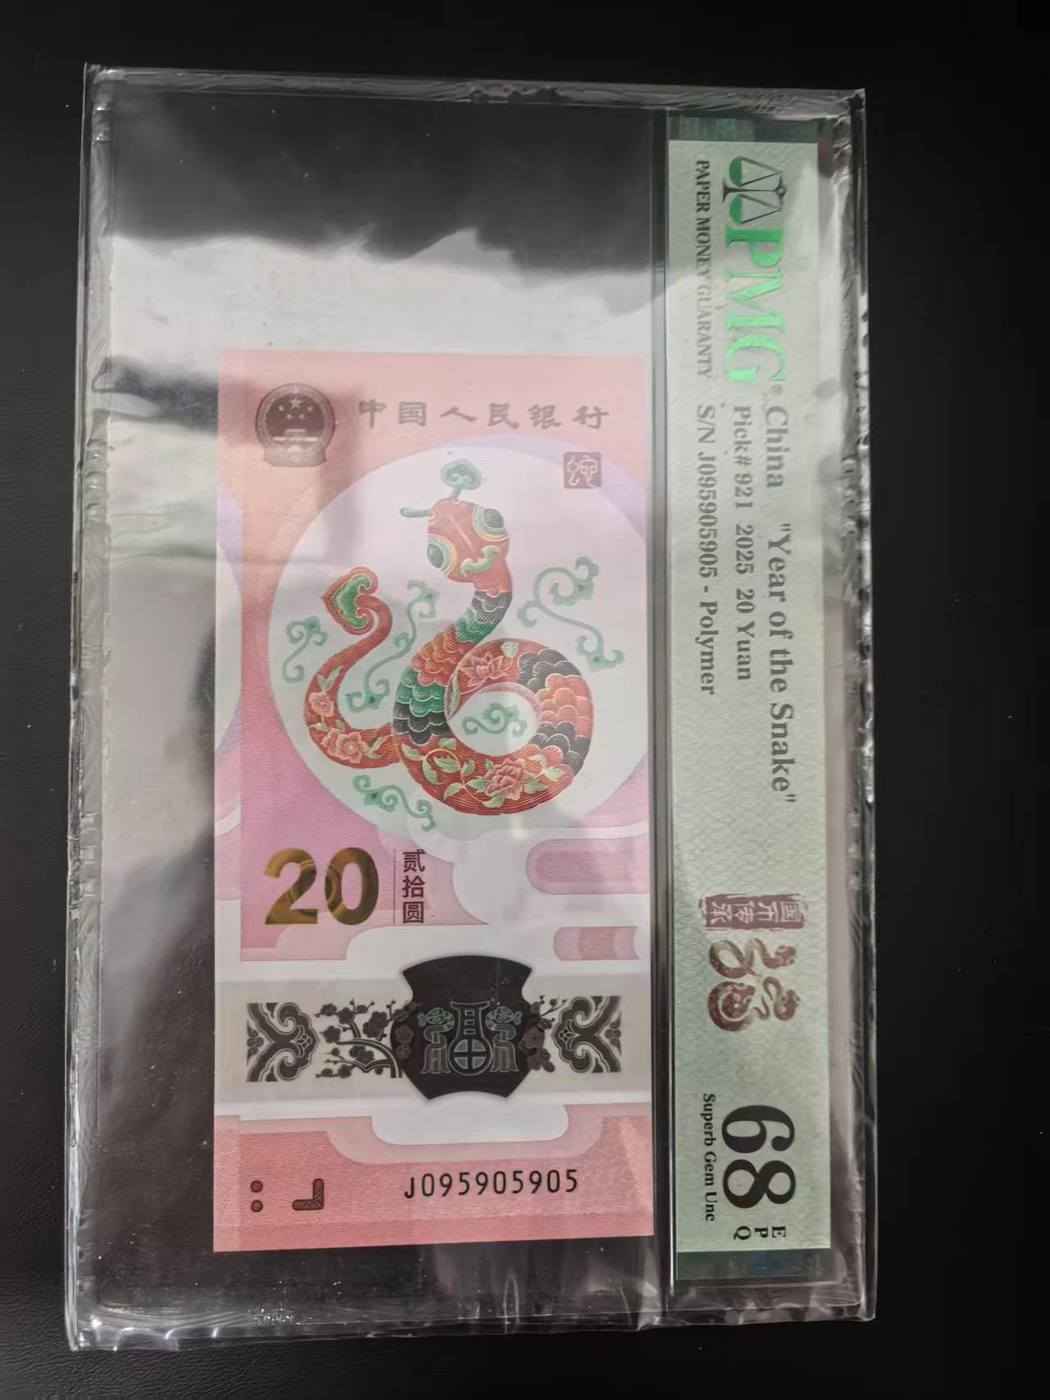 中国人民银行
20
贰拾圆
J095905905
PMG
PAPER MONEY GUARANTY
China "Year of the Snake"
Pick# 921 2025 20 Yuan
S/N J095905905 - Polymer
68
EPQ
Superb Gem Unc